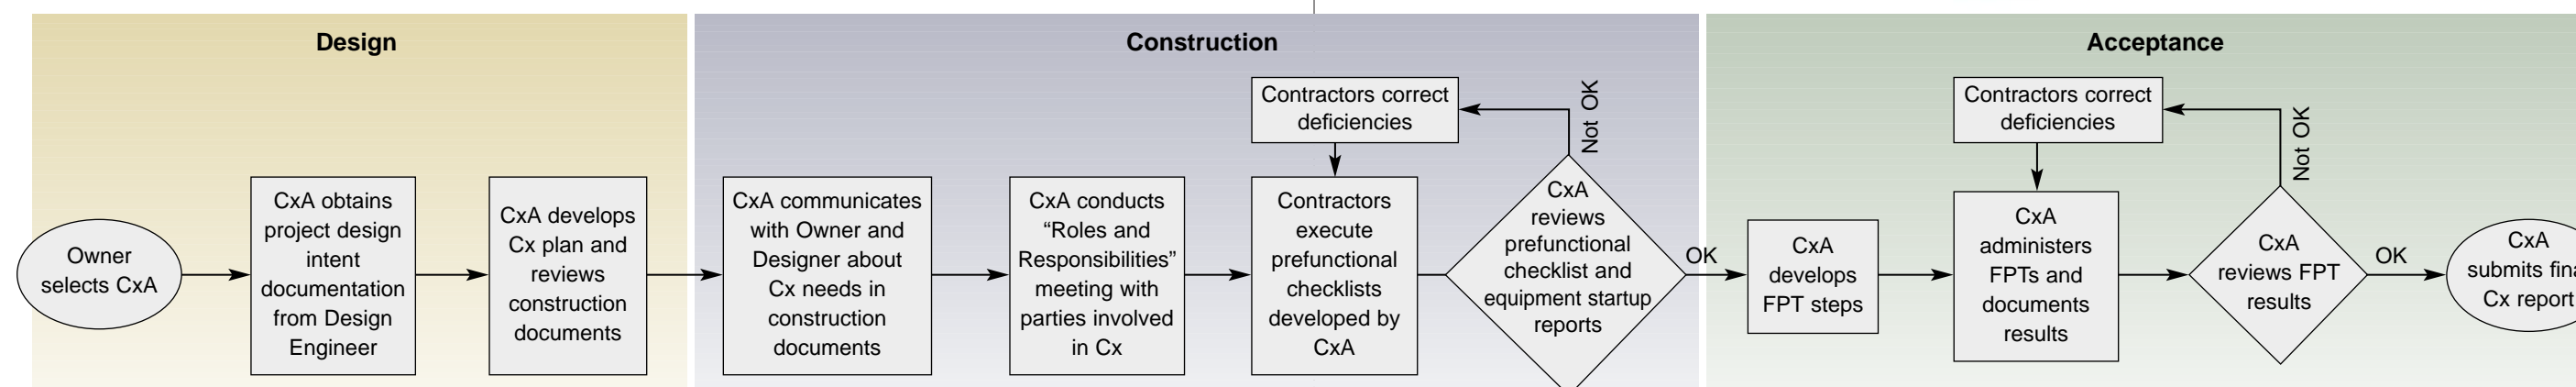 Design
Owner
selects CxA
CxA obtains
project design
intent
documentation
from Design
Engineer
CxA develops
Cx plan and
reviews
construction
documents
Construction
CxA communicates
with Owner and
Designer about
Cx needs in
construction
documents
CxA conducts
“Roles and
Responsibilities”
meeting with
parties involved
in Cx
Contractors correct
deficiencies
Contractors
execute
prefunctional
checklists
developed by
CxA
Not OK
CxA
reviews
prefunctional
checklist and
equipment startup
reports
OK
Acceptance
CxA
develops
FPT steps
Contractors correct
deficiencies
CxA
administers
FPTs and
documents
results
Not OK
CxA
reviews FPT
results
OK
CxA
submits
Cx report